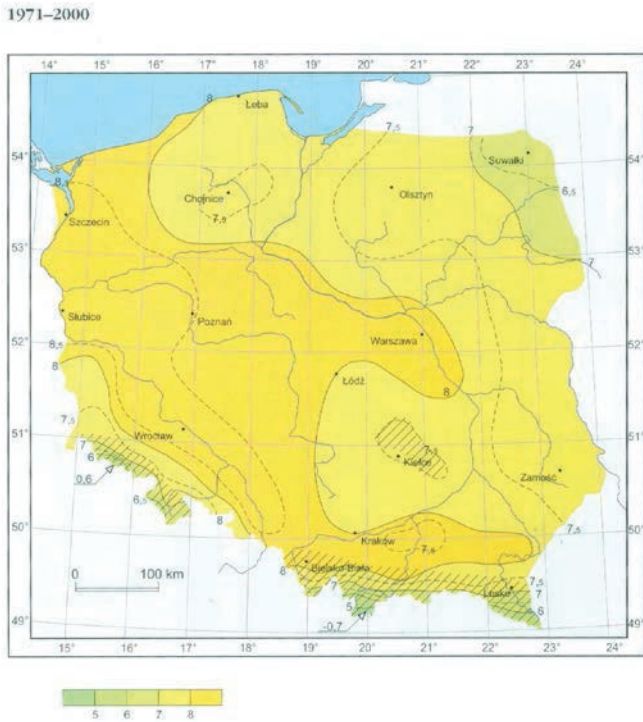 1971–2000
14° 15° 16° 17° 18° 19° 20° 21° 22° 23° 24°
8
Łeba
7,5
7
54°
54°
Suwałki
8,5
Chojnice
Olsztyn
6,5
7,5
Szczecin
53°
7
53°
Słubice
Poznań
52°
Warszawa
52°
8,5
8
Łódź
8
7,5
51°
Wrocław
51°
7
6
7,5
Kielce
0,6
Zamość
6,5
50°
8
Kraków
7,5
7,5
50°
8
Bielsko-Biała
7,5
0
100 km
7
Lesko
7
5
6
49°
-0,7
49°
15° 16° 17° 18° 19° 20° 21° 22° 23°
5 6 7 8